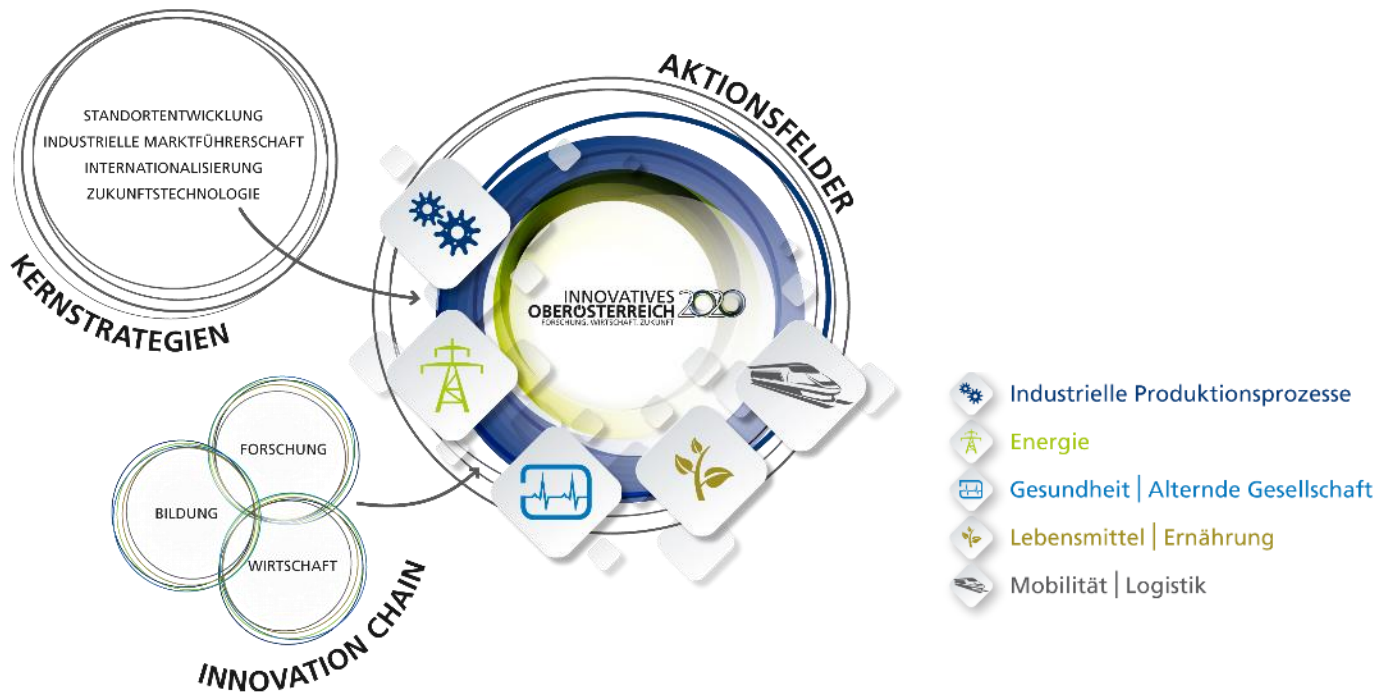 STANDORTENTWICKLUNG
INDUSTRIELLE MARKTFÜHRERSCHAFT
INTERNATIONALISIERUNG
ZUKUNFTSTECHNOLOGIE
KERNSTRATEGIEN
AKTIONSFELDER
INNOVATIVES
OBERÖSTERREICH 2020
FORSCHUNG. WIRTSCHAFT. ZUKUNFT
FORSCHUNG
BILDUNG
WIRTSCHAFT
INNOVATION CHAIN
Industrielle Produktionsprozesse
Energie
Gesundheit | Alternde Gesellschaft
Lebensmittel | Ernährung
Mobilität | Logistik